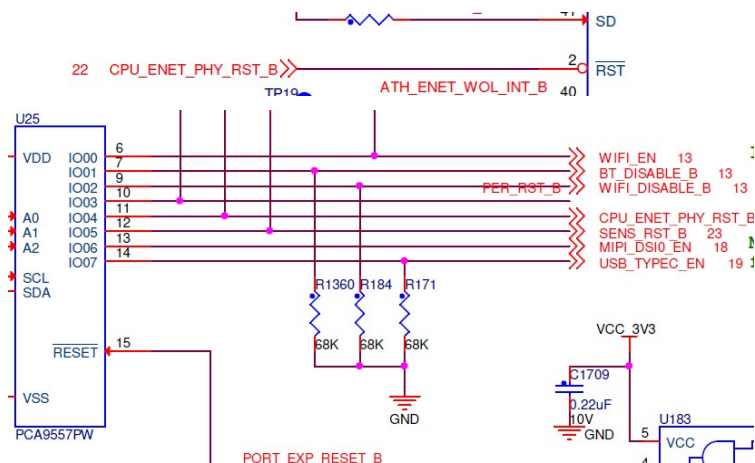 41 SD
22 CPU_ENET_PHY_RST_B 2 RST
ATH_ENET_WOL_INT_B 40
TP19
U25
VDD IO00 6 WIFI_EN 13
IO01 7 BT_DISABLE_B 13
IO02 9 PER_RST_B WIFI_DISABLE_B 13
IO03 10
A0 IO04 11 CPU_ENET_PHY_RST_B
A1 IO05 12 SENS_RST_B 23
A2 IO06 13 MIPI_DSI0_EN 18
IO07 14 USB_TYPEC_EN 19
SCL
SDA
R1360 R184 R171
68K 68K 68K
RESET 15
VCC_3V3
C1709
0.22uF
10V
GND
GND
VSS
PCA9557PW
U183
5 VCC
4
PORT_EXP_RESET_B